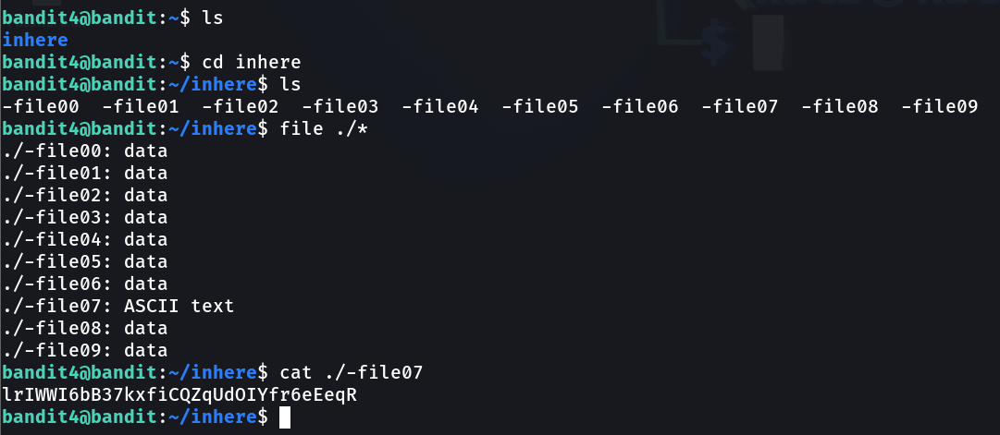 bandit4@bandit:~$ ls
inhere
bandit4@bandit:~$ cd inhere
bandit4@bandit:~/inhere$ ls
-file00  -file01  -file02  -file03  -file04  -file05  -file06  -file07  -file08  -file09
bandit4@bandit:~/inhere$ file ./*
./-file00: data
./-file01: data
./-file02: data
./-file03: data
./-file04: data
./-file05: data
./-file06: data
./-file07: ASCII text
./-file08: data
./-file09: data
bandit4@bandit:~/inhere$ cat ./-file07
lrIWWI6bB37kxfiCQZqUdOIYfr6eEeqR
bandit4@bandit:~/inhere$